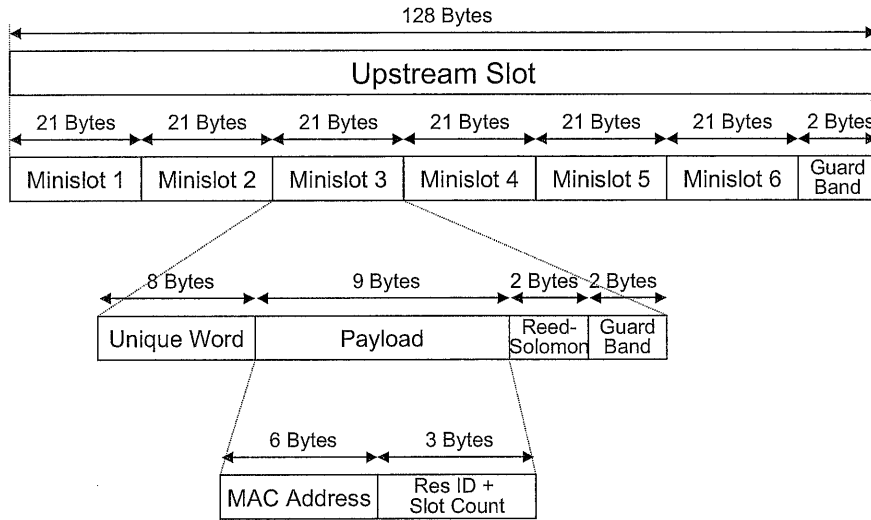 128 Bytes
Upstream Slot
21 Bytes 21 Bytes 21 Bytes 21 Bytes 21 Bytes 21 Bytes 2 Bytes
Minislot 1 Minislot 2 Minislot 3 Minislot 4 Minislot 5 Minislot 6 Guard Band
8 Bytes 9 Bytes 2 Bytes 2 Bytes
Unique Word Payload Reed-Solomon Guard Band
6 Bytes 3 Bytes
MAC Address Res ID + Slot Count